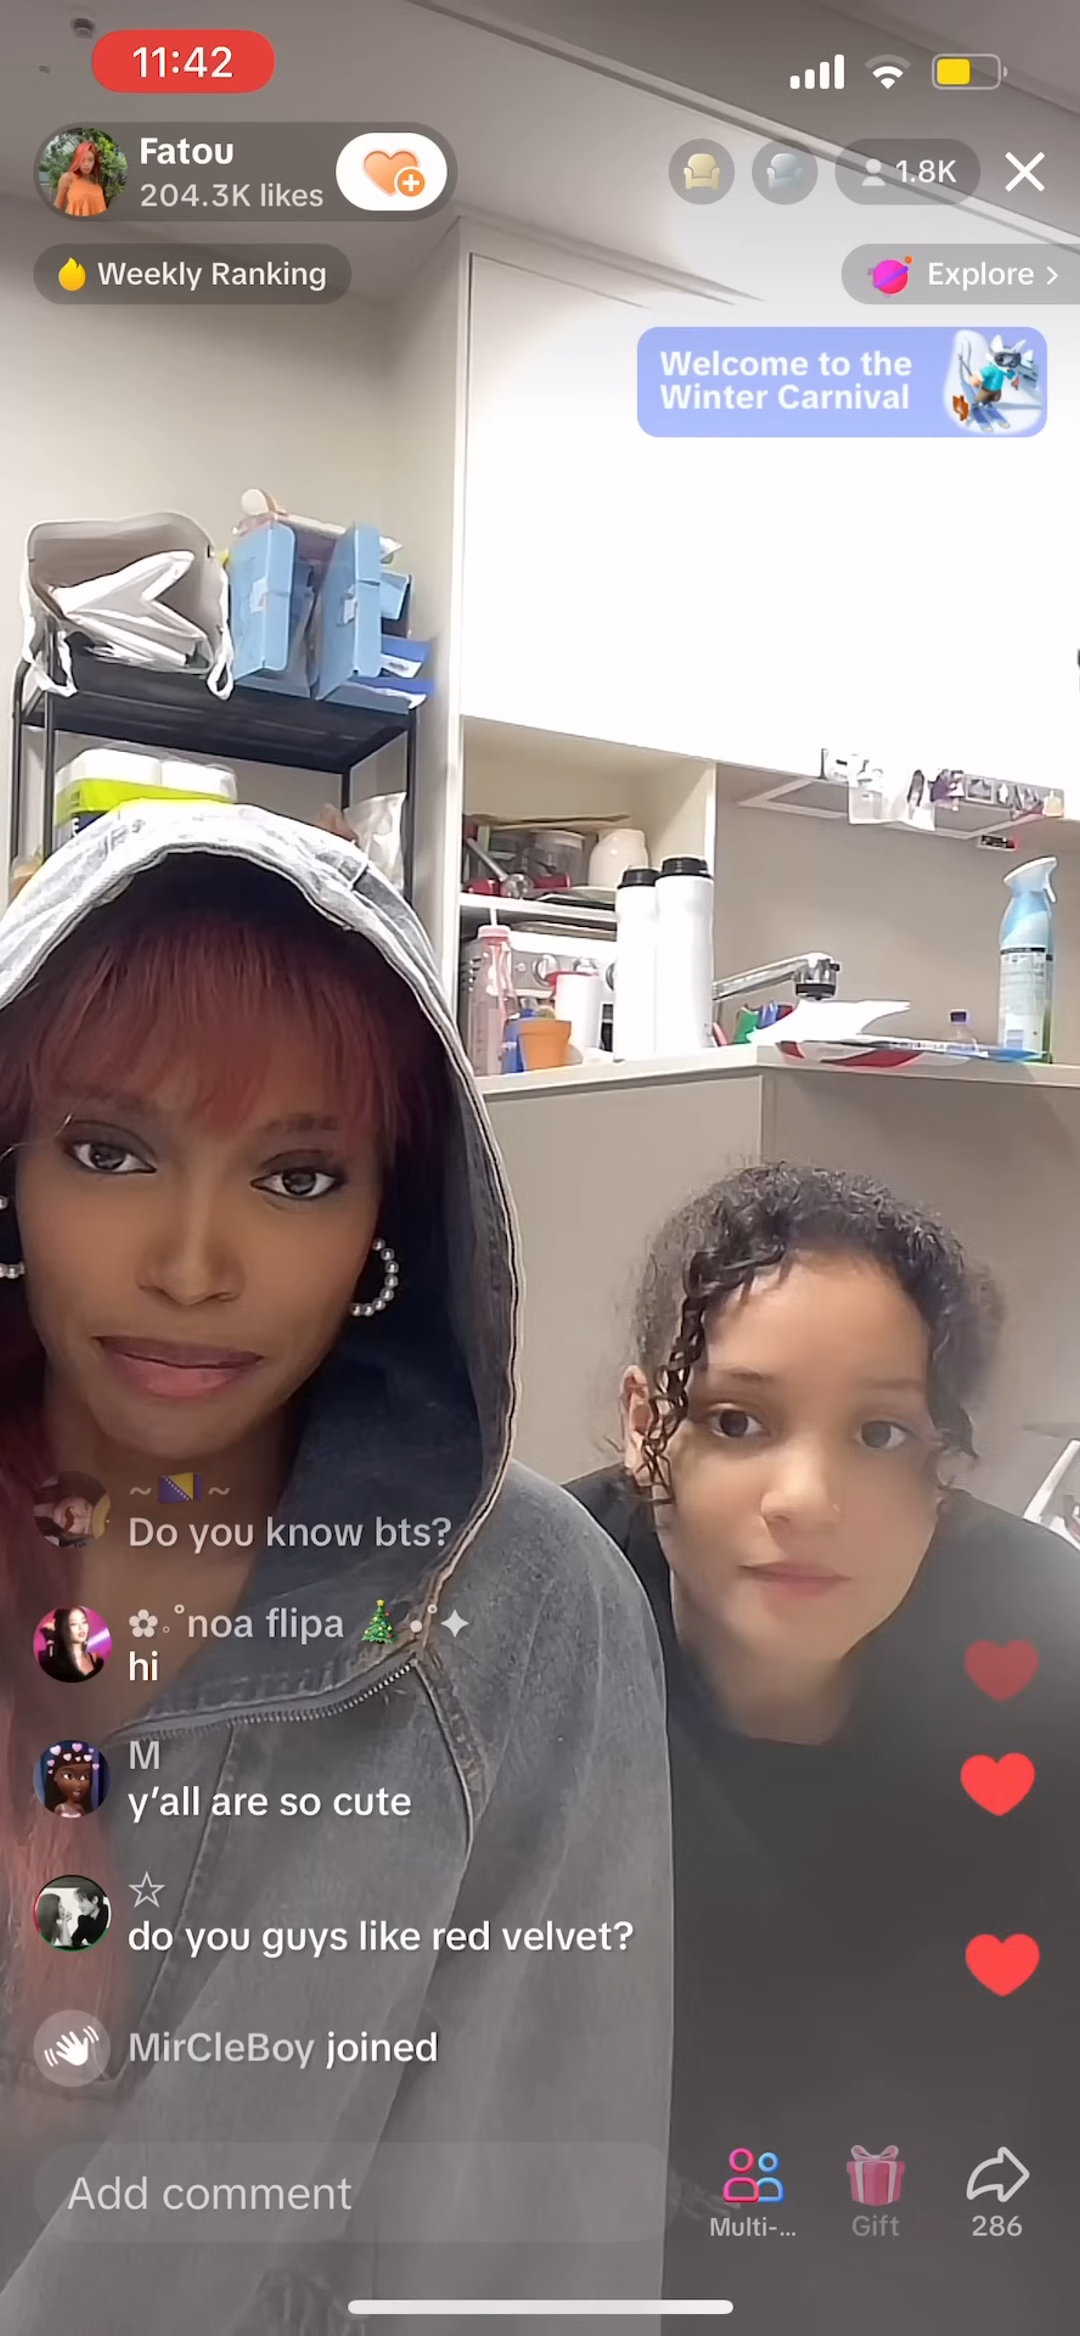 11:42
Fatou
204.3K likes
1.8K
Weekly Ranking
Explore >
Welcome to the
Winter Carnival
~🇧🇦~
Do you know bts?
✿˳˚noa flipa 🎄.•˚✦
hi
M
y'all are so cute
☆
do you guys like red velvet?
MirCleBoy joined
Add comment
Multi-...
Gift
286